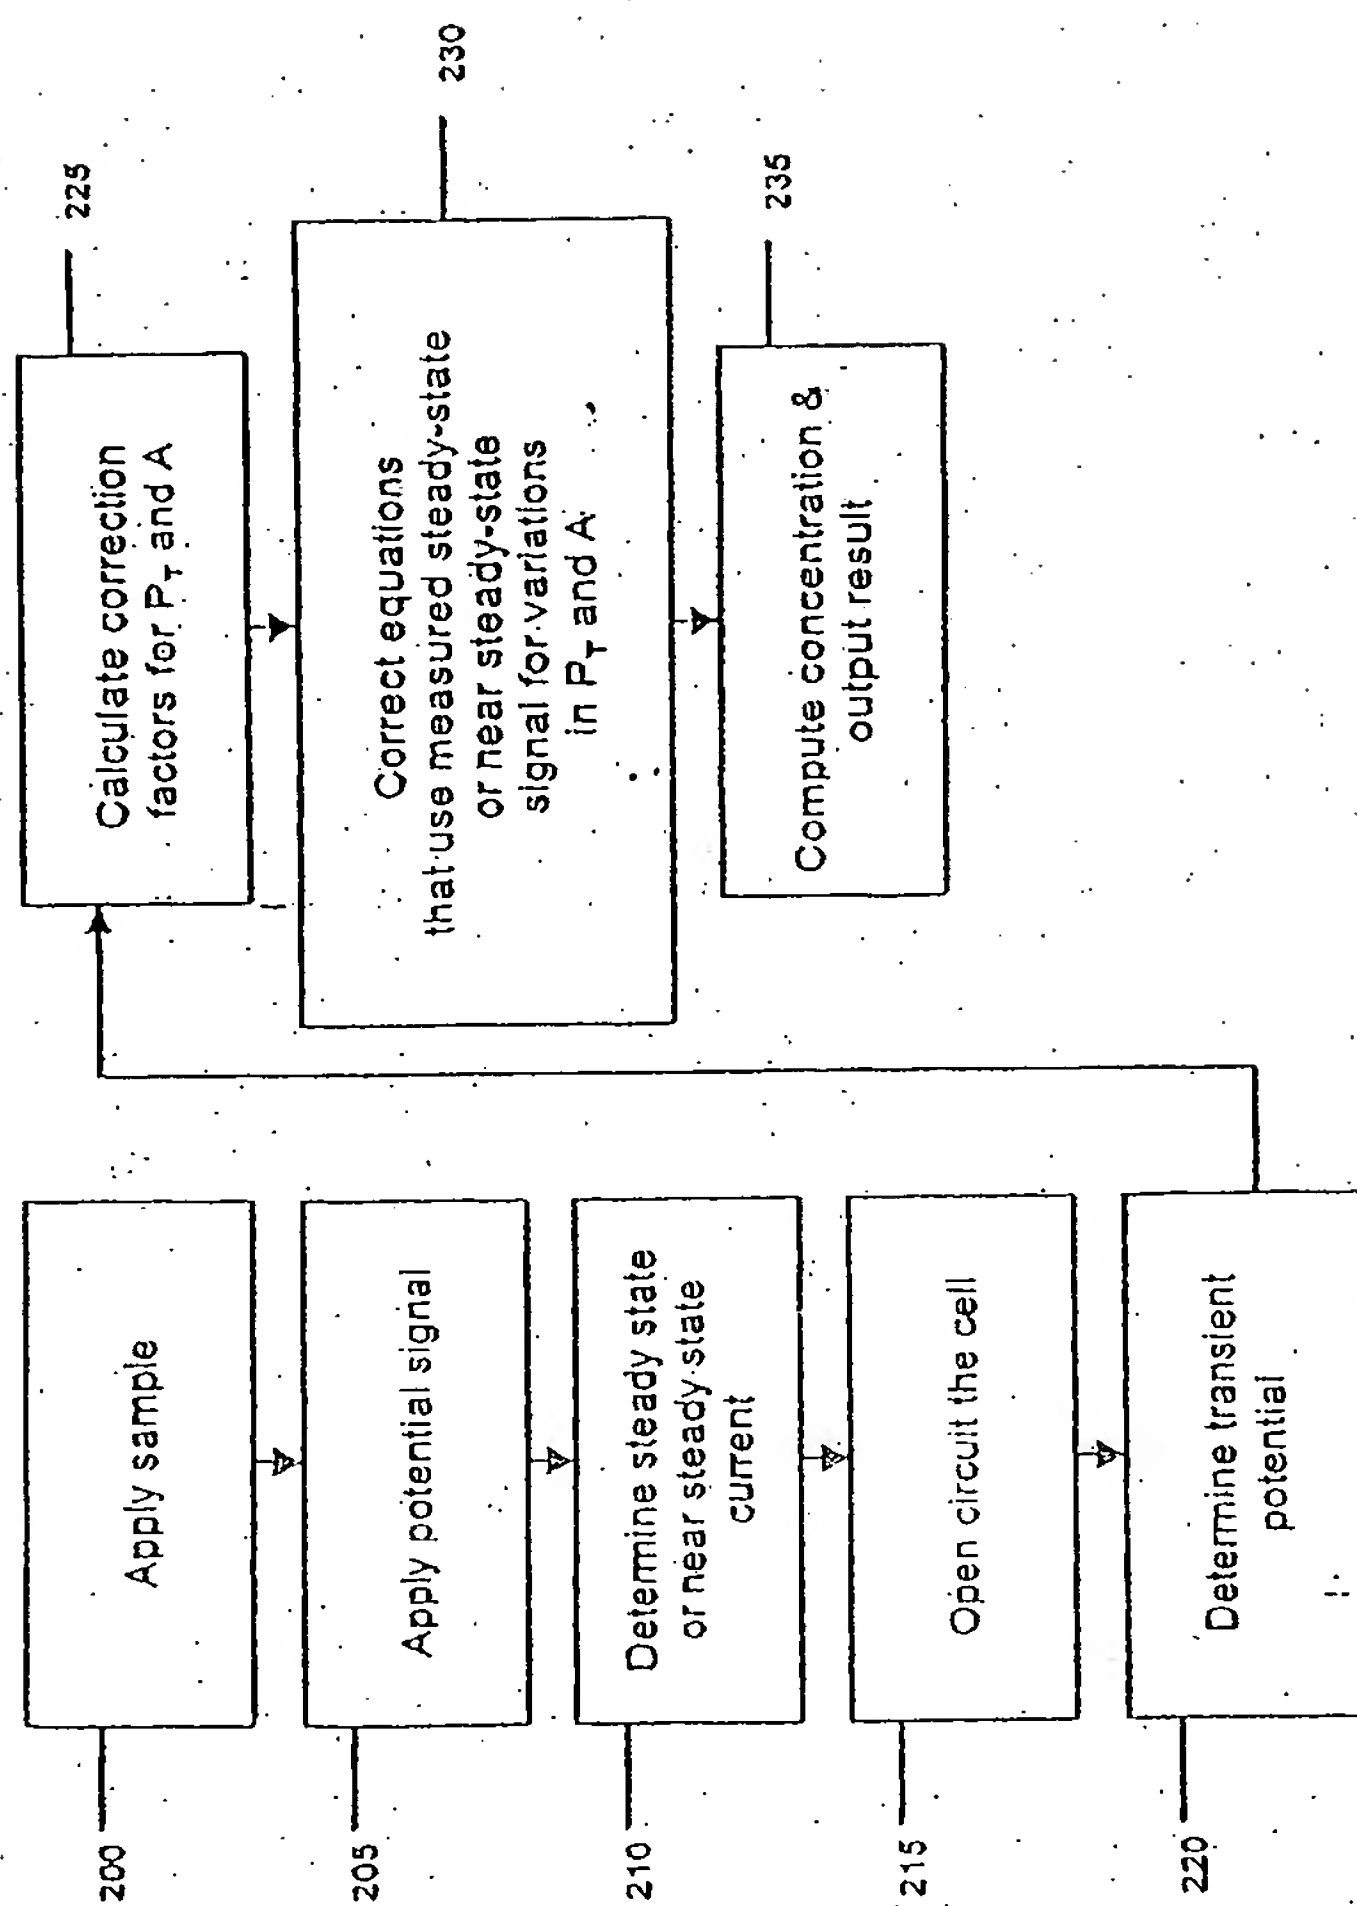 200
Apply sample
205
Apply potential signal
210
Determine steady state
or near steady state
current
215
Open circuit the cell
220
Determine transient
potential
225
Calculate correction
factors for P_T and A
230
Correct equations
that use measured steady-state
or near steady-state
signal for variations
in P_T and A
235
Compute concentration &
output result